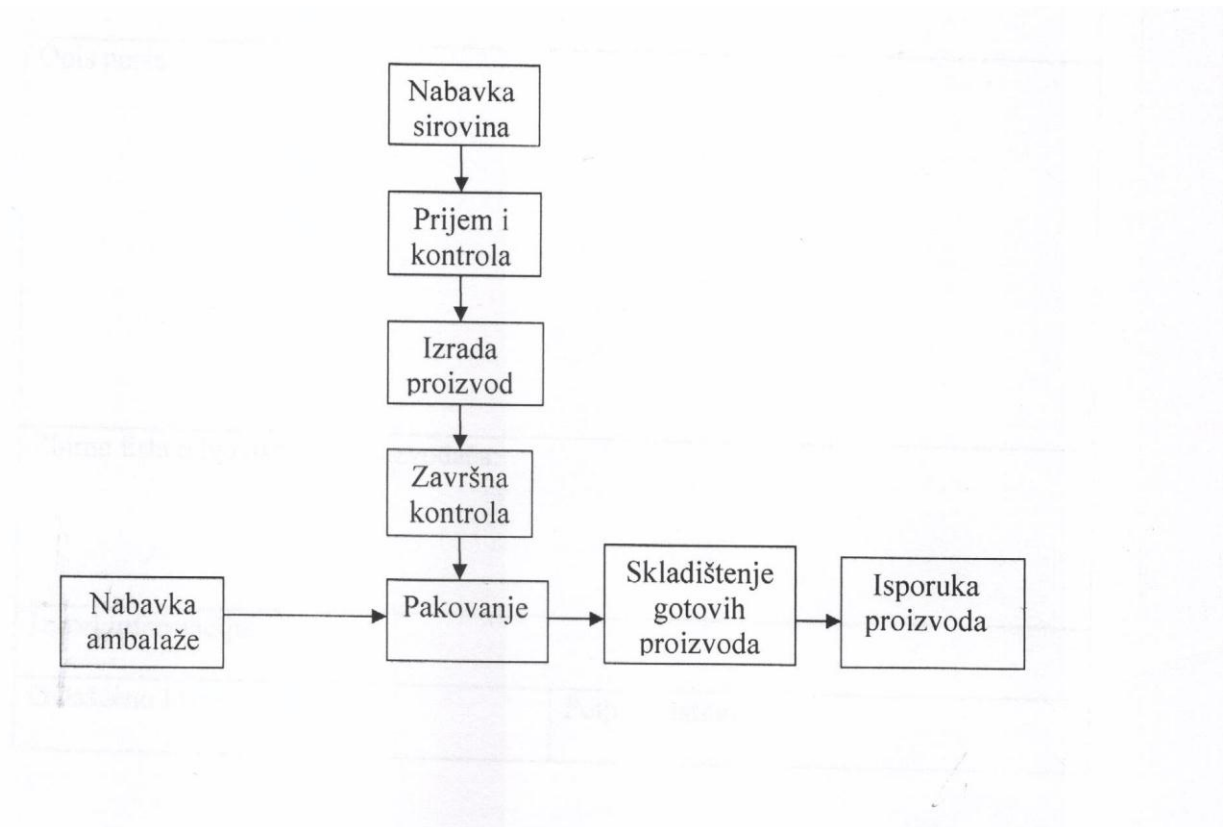 Nabavka
sirovina
Prijem i
kontrola
Izrada
proizvod
Završna
kontrola
Nabavka
ambalaže
Pakovanje
Skladištenje
gotovih
proizvoda
Isporuka
proizvoda